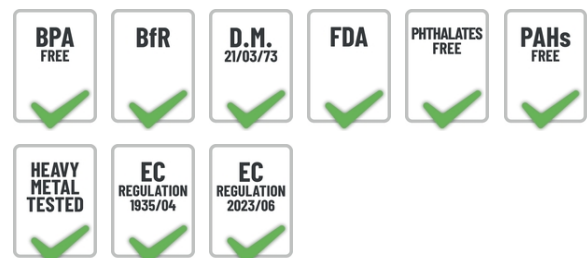 BPA
FREE
BfR
D.M.
21/03/73
FDA
PHTHALATES
FREE
PAHs
FREE
HEAVY
METAL
TESTED
EC
REGULATION
1935/04
EC
REGULATION
2023/06